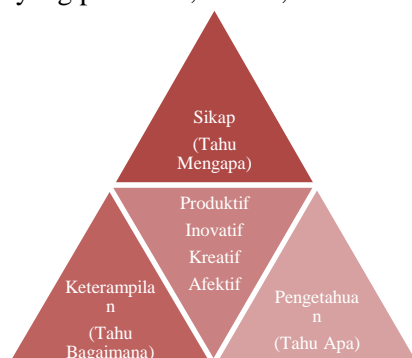 Sikap
(Tahu
Mengapa)
Produktif
Inovatif
Kreatif
Afektif
Keterampila
n
(Tahu
Bagaimana)
Pengetahua
n
(Tahu Apa)